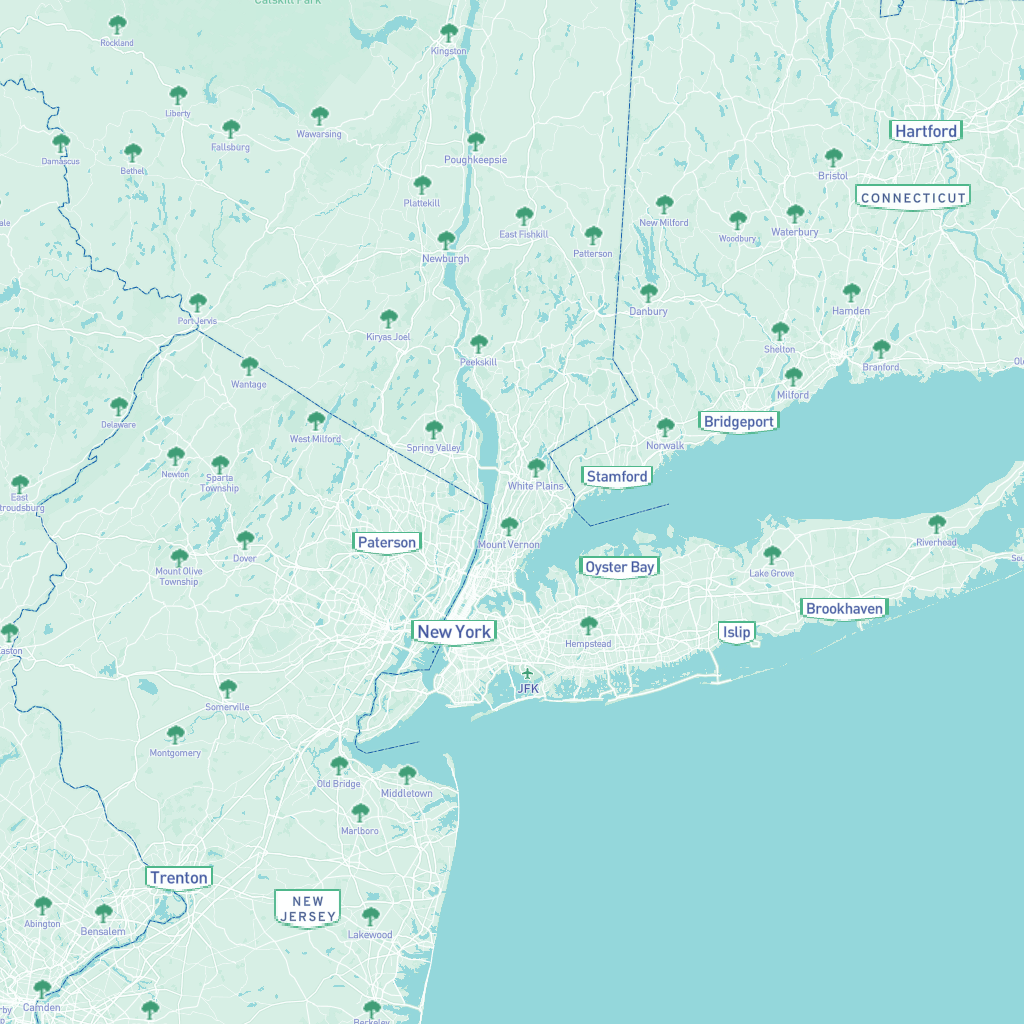 Catskill Park
Rockland
Kingston
Liberty
Wawarsing
Fallsburg
Hartford
Damascus
Bethel
Poughkeepsie
Bristol
CONNECTICUT
Plattekill
New Milford
East Fishkill
Woodbury
Waterbury
Patterson
Newburgh
Danbury
Hamden
Port Jervis
Kiryas Joel
Shelton
Peekskill
Branford
Wantage
Milford
Delaware
Bridgeport
West Milford
Spring Valley
Norwalk
Newton
Sparta
Township
White Plains
Stamford
East
troudsburg
Riverhead
Paterson
Mount Vernon
Dover
Mount Olive
Township
Oyster Bay
Lake Grove
Brookhaven
New York
Islip
Hempstead
aston
JFK
Somerville
Montgomery
Old Bridge
Middletown
Marlboro
Trenton
NEW
JERSEY
Abington
Bensalem
Lakewood
Camden
Berkeley